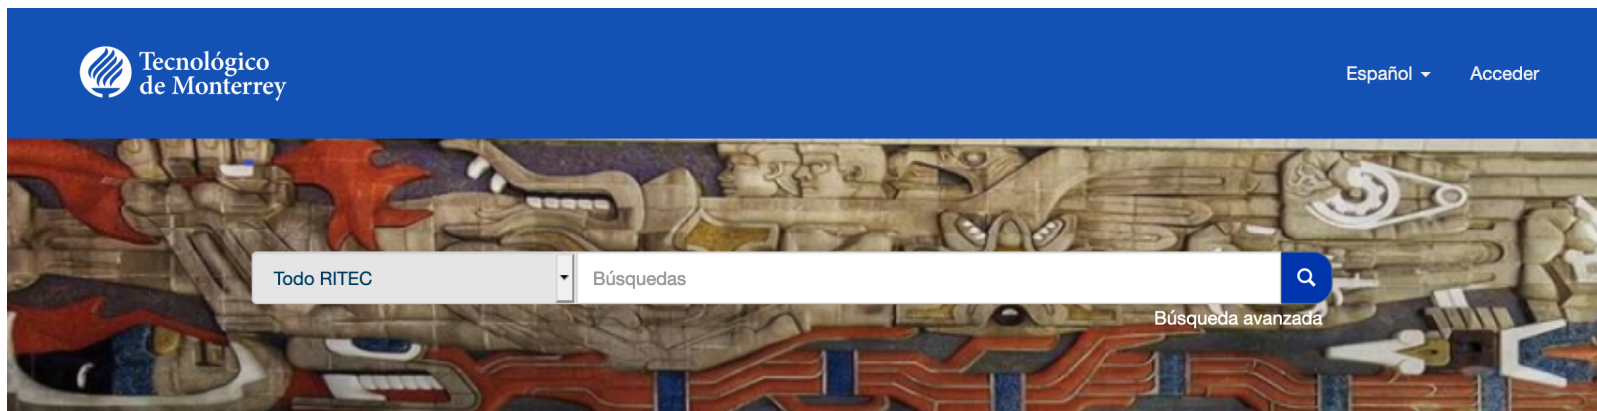 Tecnológico
de Monterrey
Español
Acceder
Todo RITEC
Búsquedas
Búsqueda avanzada